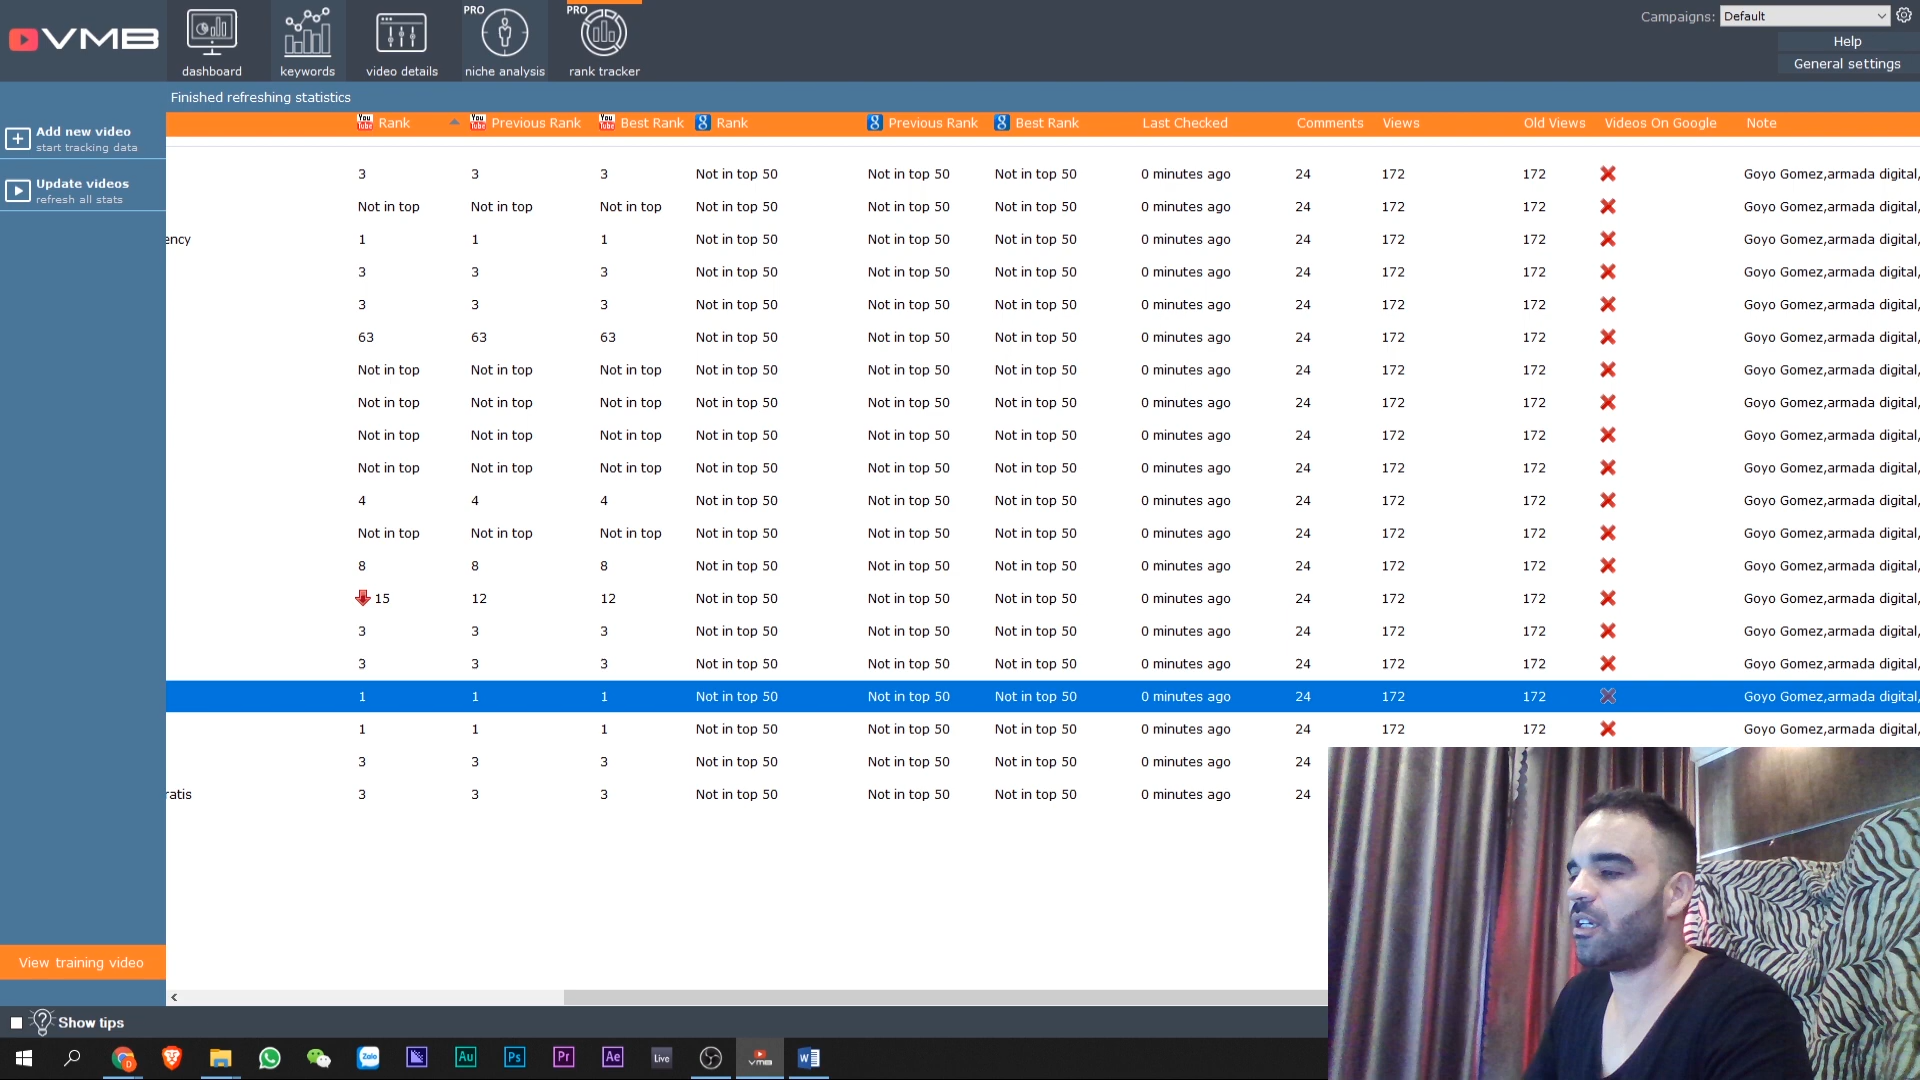 VMB
dashboard
keywords
video details
PRO
niche analysis
PRO
rank tracker
Campaigns: Default
Help
General settings
Finished refreshing statistics
Add new video
start tracking data
Update videos
refresh all stats
You Tube Rank You Tube Previous Rank You Tube Best Rank 8 Rank 8 Previous Rank 8 Best Rank Last Checked Comments Views Old Views Videos On Google Note
3 3 3 Not in top 50 Not in top 50 Not in top 50 0 minutes ago 24 172 172 Goyo Gomez,armada digital,
Not in top Not in top Not in top Not in top 50 Not in top 50 Not in top 50 0 minutes ago 24 172 172 Goyo Gomez,armada digital,
ency 1 1 1 Not in top 50 Not in top 50 Not in top 50 0 minutes ago 24 172 172 Goyo Gomez,armada digital,
3 3 3 Not in top 50 Not in top 50 Not in top 50 0 minutes ago 24 172 172 Goyo Gomez,armada digital,
3 3 3 Not in top 50 Not in top 50 Not in top 50 0 minutes ago 24 172 172 Goyo Gomez,armada digital,
63 63 63 Not in top 50 Not in top 50 Not in top 50 0 minutes ago 24 172 172 Goyo Gomez,armada digital,
Not in top Not in top Not in top Not in top 50 Not in top 50 Not in top 50 0 minutes ago 24 172 172 Goyo Gomez,armada digital,
Not in top Not in top Not in top Not in top 50 Not in top 50 Not in top 50 0 minutes ago 24 172 172 Goyo Gomez,armada digital,
Not in top Not in top Not in top Not in top 50 Not in top 50 Not in top 50 0 minutes ago 24 172 172 Goyo Gomez,armada digital,
Not in top Not in top Not in top Not in top 50 Not in top 50 Not in top 50 0 minutes ago 24 172 172 Goyo Gomez,armada digital,
4 4 4 Not in top 50 Not in top 50 Not in top 50 0 minutes ago 24 172 172 Goyo Gomez,armada digital,
Not in top Not in top Not in top Not in top 50 Not in top 50 Not in top 50 0 minutes ago 24 172 172 Goyo Gomez,armada digital,
8 8 8 Not in top 50 Not in top 50 Not in top 50 0 minutes ago 24 172 172 Goyo Gomez,armada digital,
15 12 12 Not in top 50 Not in top 50 Not in top 50 0 minutes ago 24 172 172 Goyo Gomez,armada digital,
3 3 3 Not in top 50 Not in top 50 Not in top 50 0 minutes ago 24 172 172 Goyo Gomez,armada digital,
3 3 3 Not in top 50 Not in top 50 Not in top 50 0 minutes ago 24 172 172 Goyo Gomez,armada digital,
1 1 1 Not in top 50 Not in top 50 Not in top 50 0 minutes ago 24 172 172 Goyo Gomez,armada digital,
1 1 1 Not in top 50 Not in top 50 Not in top 50 0 minutes ago 24 172 172 Goyo Gomez,armada digital,
3 3 3 Not in top 50 Not in top 50 Not in top 50 0 minutes ago 24
ratis 3 3 3 Not in top 50 Not in top 50 Not in top 50 0 minutes ago 24
View training video
Show tips
D Zalo Au Ps Pr Ae Live VMB W